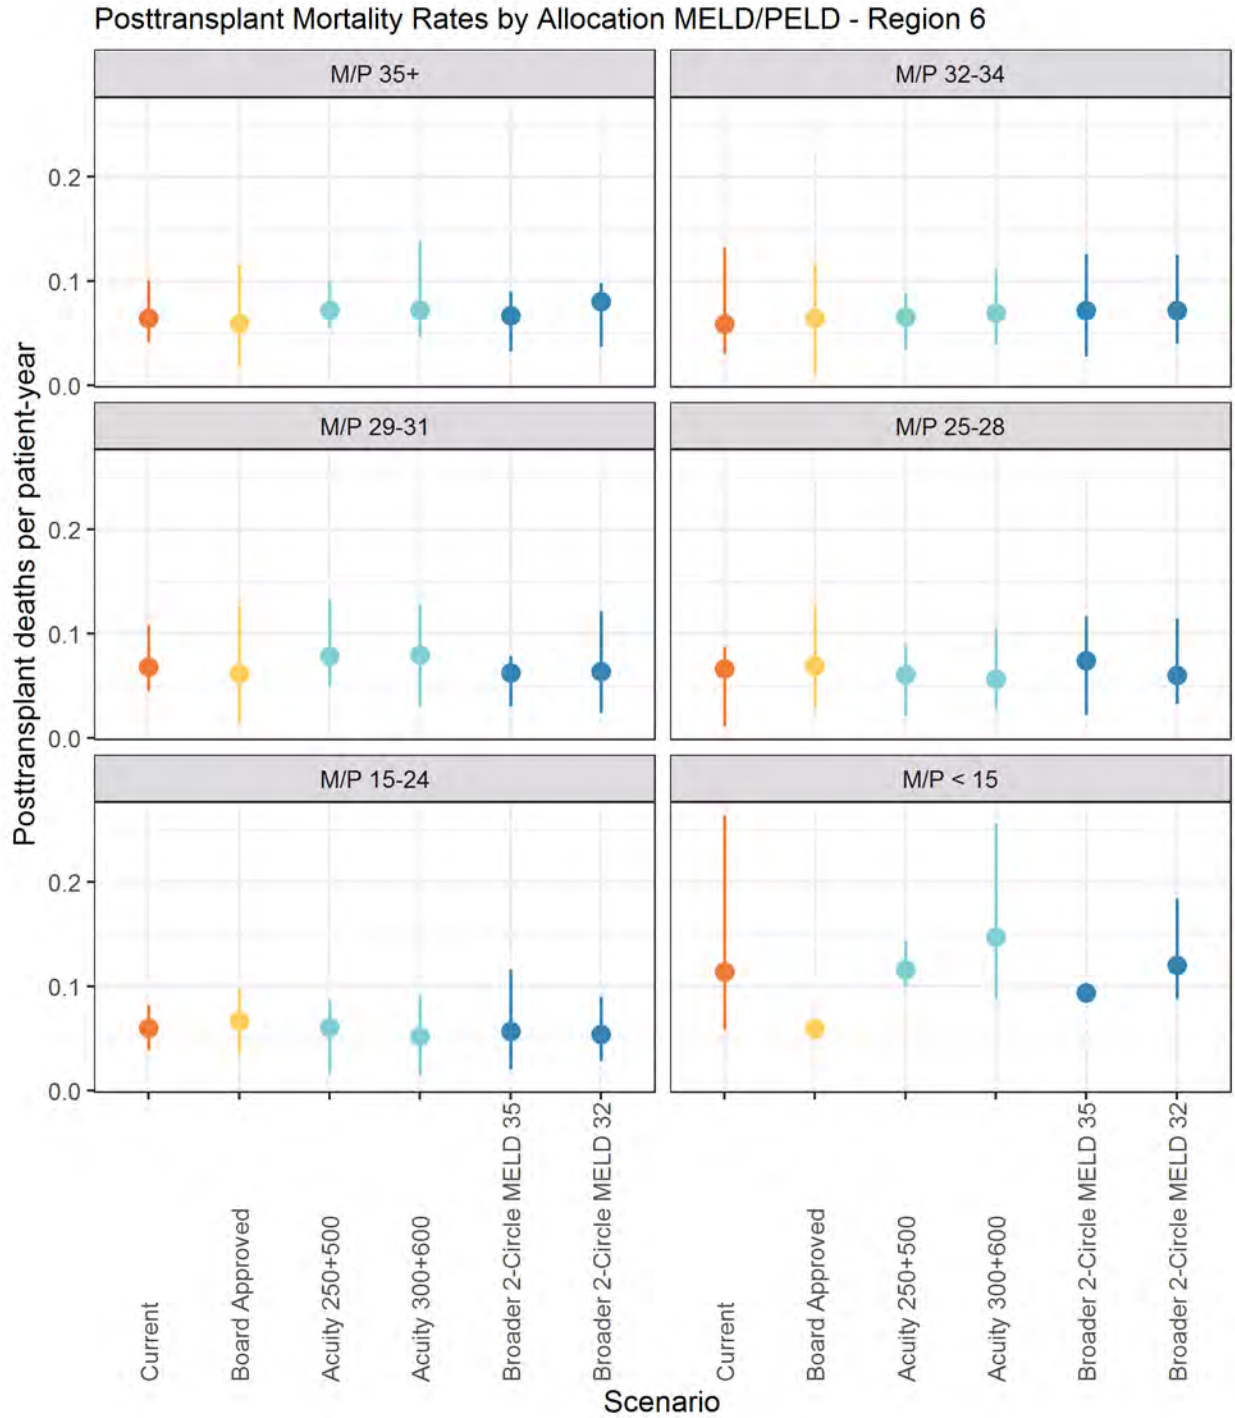 Posttransplant Mortality Rates by Allocation MELD/PELD - Region 6
Posttransplant deaths per patient-year
M/P 35+
M/P 32-34
0.2
0.1
0.0
M/P 29-31
M/P 25-28
0.2
0.1
0.0
M/P 15-24
M/P < 15
0.2
0.1
0.0
Current
Board Approved
Acuity 250+500
Acuity 300+600
Broader 2-Circle MELD 35
Broader 2-Circle MELD 32
Current
Board Approved
Acuity 250+500
Acuity 300+600
Broader 2-Circle MELD 35
Broader 2-Circle MELD 32
Scenario